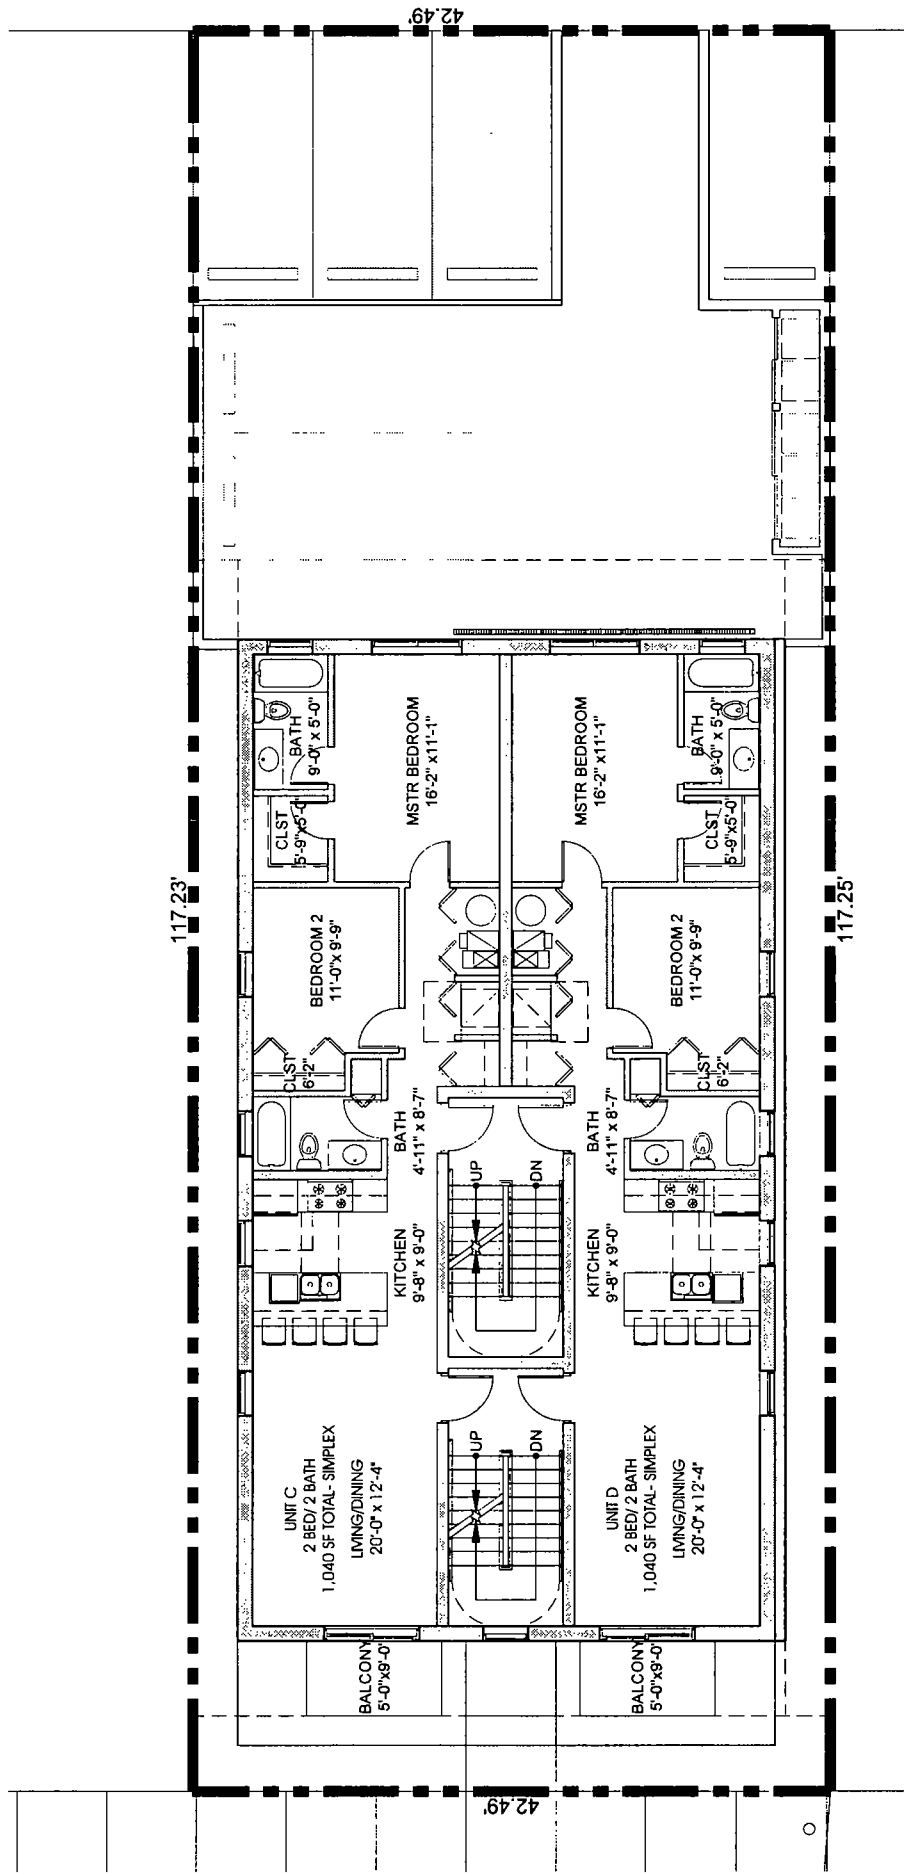 42.49'
117.23'
117.25'
BATH
9'-0" x 5'-0"
CLST
5'-9"x5'-0"
MSTR BEDROOM
16'-2" x11'-1"
MSTR BEDROOM
16'-2" x11'-1"
BATH
9'-0" x 5'-0"
CLST
5'-9"x5'-0"
BEDROOM 2
11'-0"x 9'-9"
CLST
6'-2"
BEDROOM 2
11'-0"x 9'-9"
CLST
6'-2"
BATH
4'-11" x 8'-7"
BATH
4'-11" x 8'-7"
UP
DN
KITCHEN
9'-8" x 9'-0"
KITCHEN
9'-8" x 9'-0"
UP
DN
UNIT C
2 BED/ 2 BATH
1,040 SF TOTAL- SIMPLEX
LIVING/DINING
20'-0" x 12'-4"
UNIT D
2 BED/ 2 BATH
1,040 SF TOTAL- SIMPLEX
LIVING/DINING
20'-0" x 12'-4"
BALCONY
5'-0"x9'-0"
BALCONY
5'-0"x9'-0"
42.49'